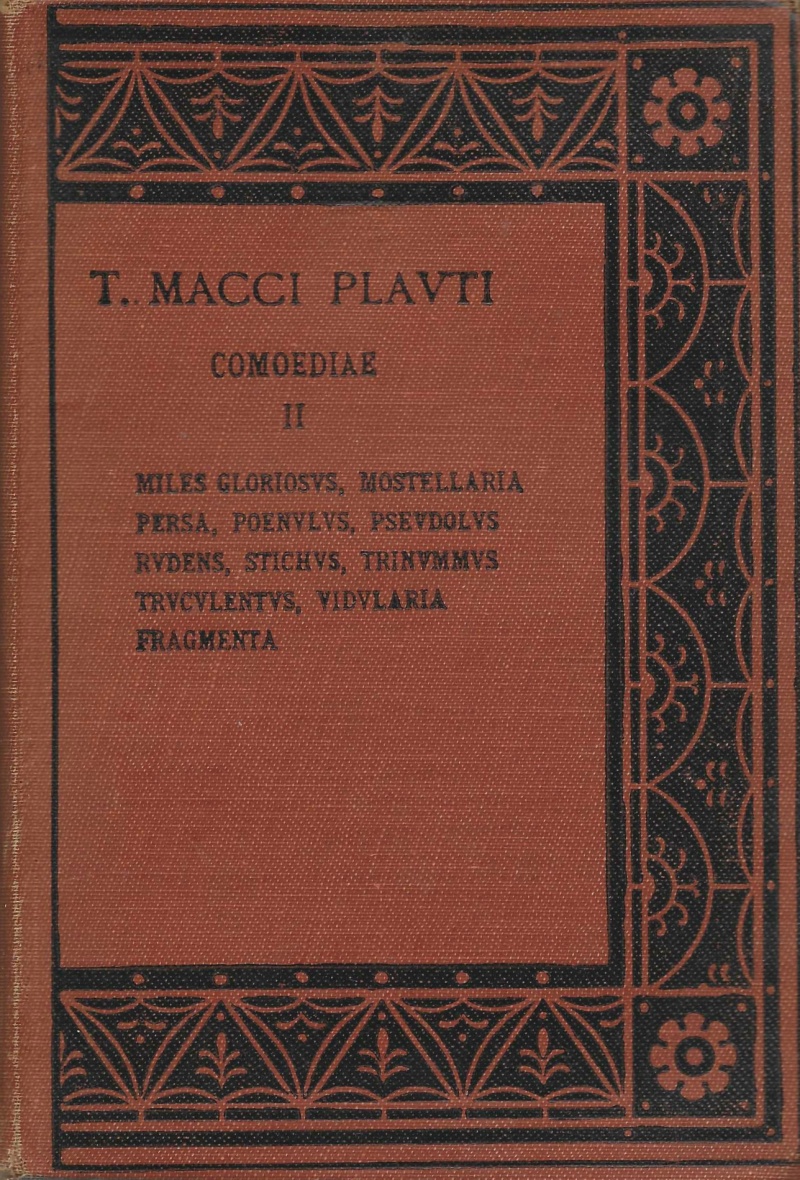 T. MACCI PLAVTI
COMOEDIAE
II
MILES GLORIOSVS, MOSTELLARIA
PERSA, POENVLVS, PSEVDOLVS
RVDENS, STICHVS, TRINVMMVS
TRVCVLENTVS, VIDVLARIA
FRAGMENTA